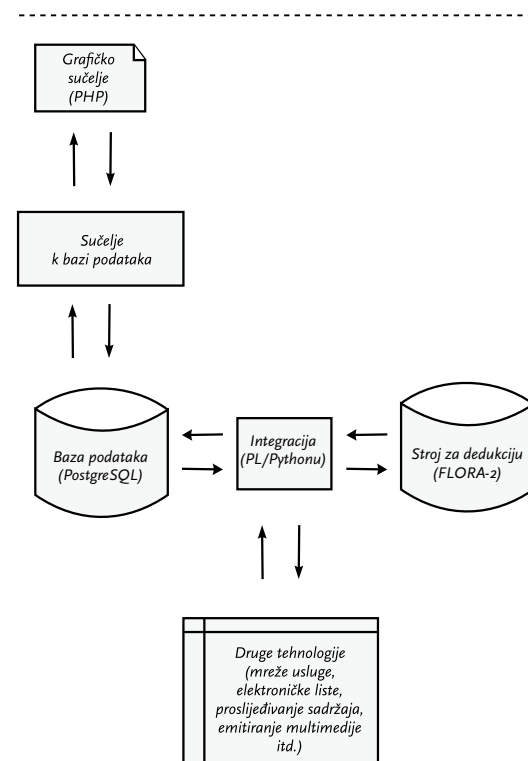 Grafičko
sučelje
(PHP)
Sučelje
k bazi podataka
Baza podataka
(PostgreSQL)
Integracija
(PL/Pythonu)
Stroj za dedukciju
(FLORA-2)
Druge tehnologije
(mreže usluge,
elektroničke liste,
proslijeđivanje sadržaja,
emitiranje multimedije
itd.)